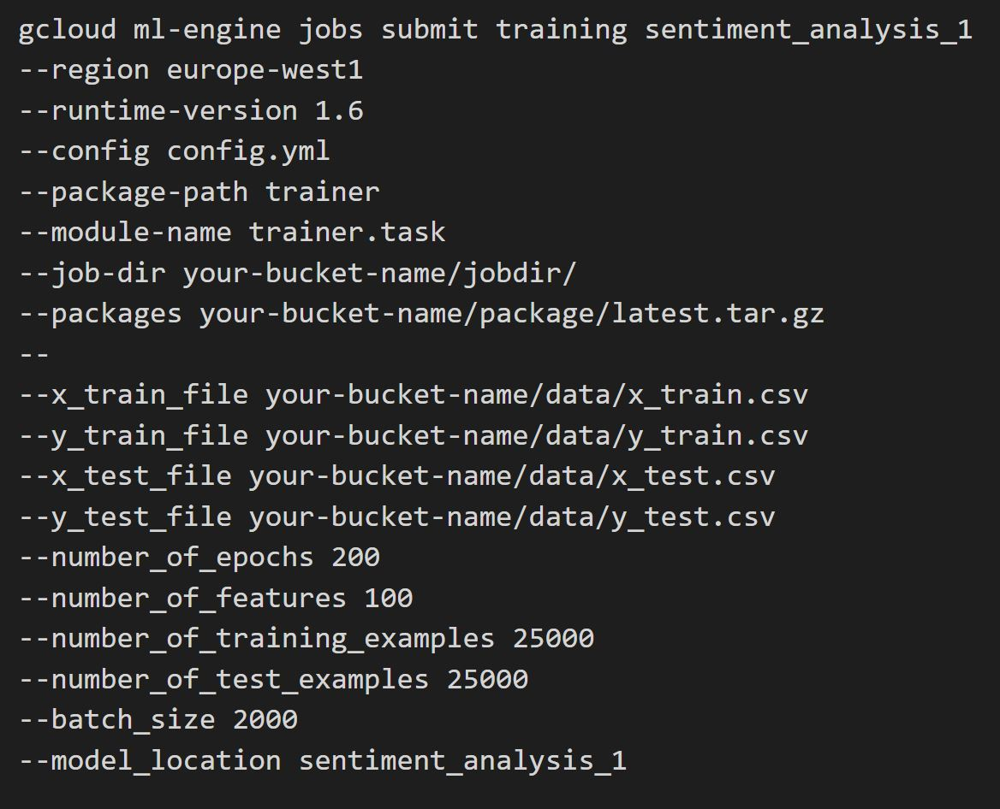 gcloud ml-engine jobs submit training sentiment_analysis_1
--region europe-west1
--runtime-version 1.6
--config config.yml
--package-path trainer
--module-name trainer.task
--job-dir your-bucket-name/jobdir/
--packages your-bucket-name/package/latest.tar.gz
--
--x_train_file your-bucket-name/data/x_train.csv
--y_train_file your-bucket-name/data/y_train.csv
--x_test_file your-bucket-name/data/x_test.csv
--y_test_file your-bucket-name/data/y_test.csv
--number_of_epochs 200
--number_of_features 100
--number_of_training_examples 25000
--number_of_test_examples 25000
--batch_size 2000
--model_location sentiment_analysis_1